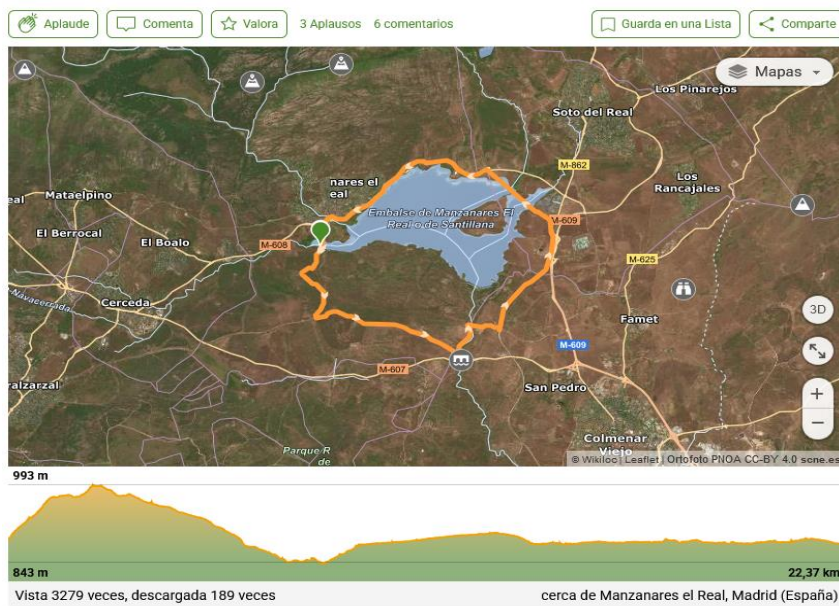 Aplaude Comenta Valora 3 Aplausos 6 comentarios Guarda en una Lista Comparte
Mapas
Los Pinarejos
Soto del Real
M-862
nares el
eal
Los
Rancajales
eal
Mataelpino
Embalse de Manzanares El
Real o de Santillana
M-609
El Berrocal
El Boalo
M-608
M-625
Navacerrada
Cerceda
3D
Famet
M-609
M-607
ralzarzal
San Pedro
+
Parque R
de
Colmenar
Viejo
−
© Wikiloc | Leaflet | Ortofoto PNOA CC-BY 4.0 scne.es
993 m
843 m 22,37 km
Vista 3279 veces, descargada 189 veces cerca de Manzanares el Real, Madrid (España)